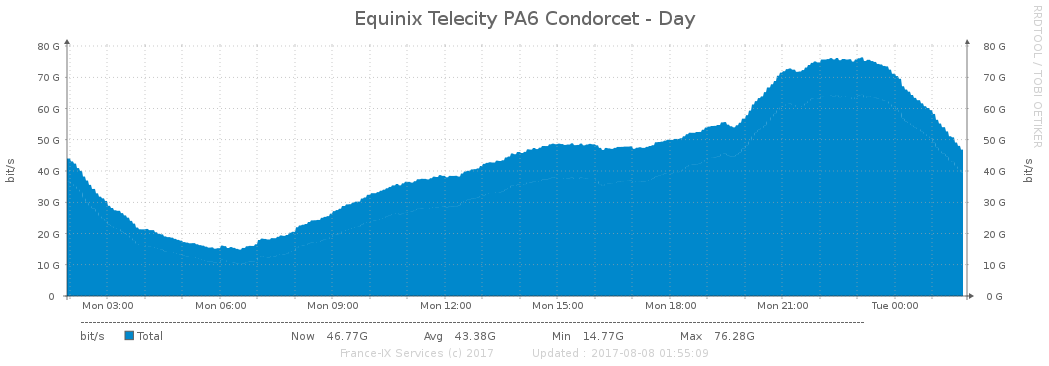 Equinix Telecity PA6 Condorcet - Day
RRDTOOL / TOBI OETIKER
80 G 80 G
70 G 70 G
60 G 60 G
50 G 50 G
bit/s bit/s
40 G 40 G
30 G 30 G
20 G 20 G
10 G 10 G
0 0 G
Mon 03:00 Mon 06:00 Mon 09:00 Mon 12:00 Mon 15:00 Mon 18:00 Mon 21:00 Tue 00:00
bit/s Total Now 46.77G Avg 43.38G Min 14.77G Max 76.28G
France-IX Services (c) 2017 Updated : 2017-08-08 01:55:09